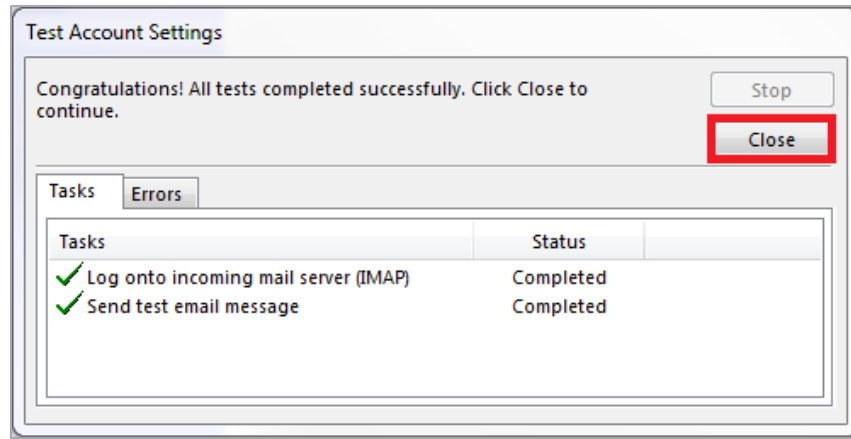 Test Account Settings
Congratulations! All tests completed successfully. Click Close to
continue.
Stop
Close
Tasks
Errors
Tasks Status
Log onto incoming mail server (IMAP) Completed
Send test email message Completed